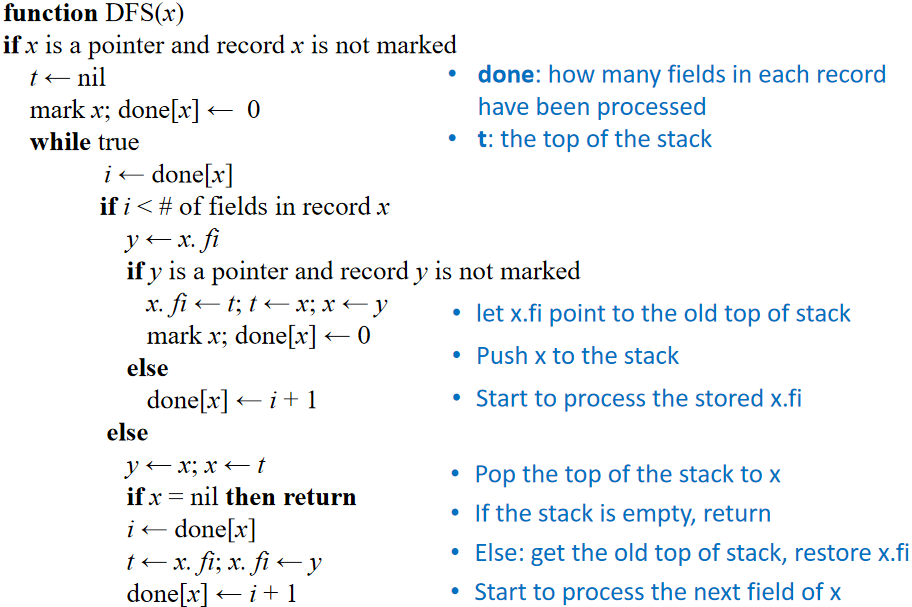 function DFS(x)
if x is a pointer and record x is not marked
t ← nil
mark x; done[x] ← 0
while true
i ← done[x]
if i < # of fields in record x
y ← x. fi
if y is a pointer and record y is not marked
x. fi ← t; t ← x; x ← y
mark x; done[x] ← 0
else
done[x] ← i + 1
else
y ← x; x ← t
if x = nil then return
i ← done[x]
t ← x. fi; x. fi ← y
done[x] ← i + 1
• done: how many fields in each record
have been processed
• t: the top of the stack
• let x.fi point to the old top of stack
• Push x to the stack
• Start to process the stored x.fi
• Pop the top of the stack to x
• If the stack is empty, return
• Else: get the old top of stack, restore x.fi
• Start to process the next field of x